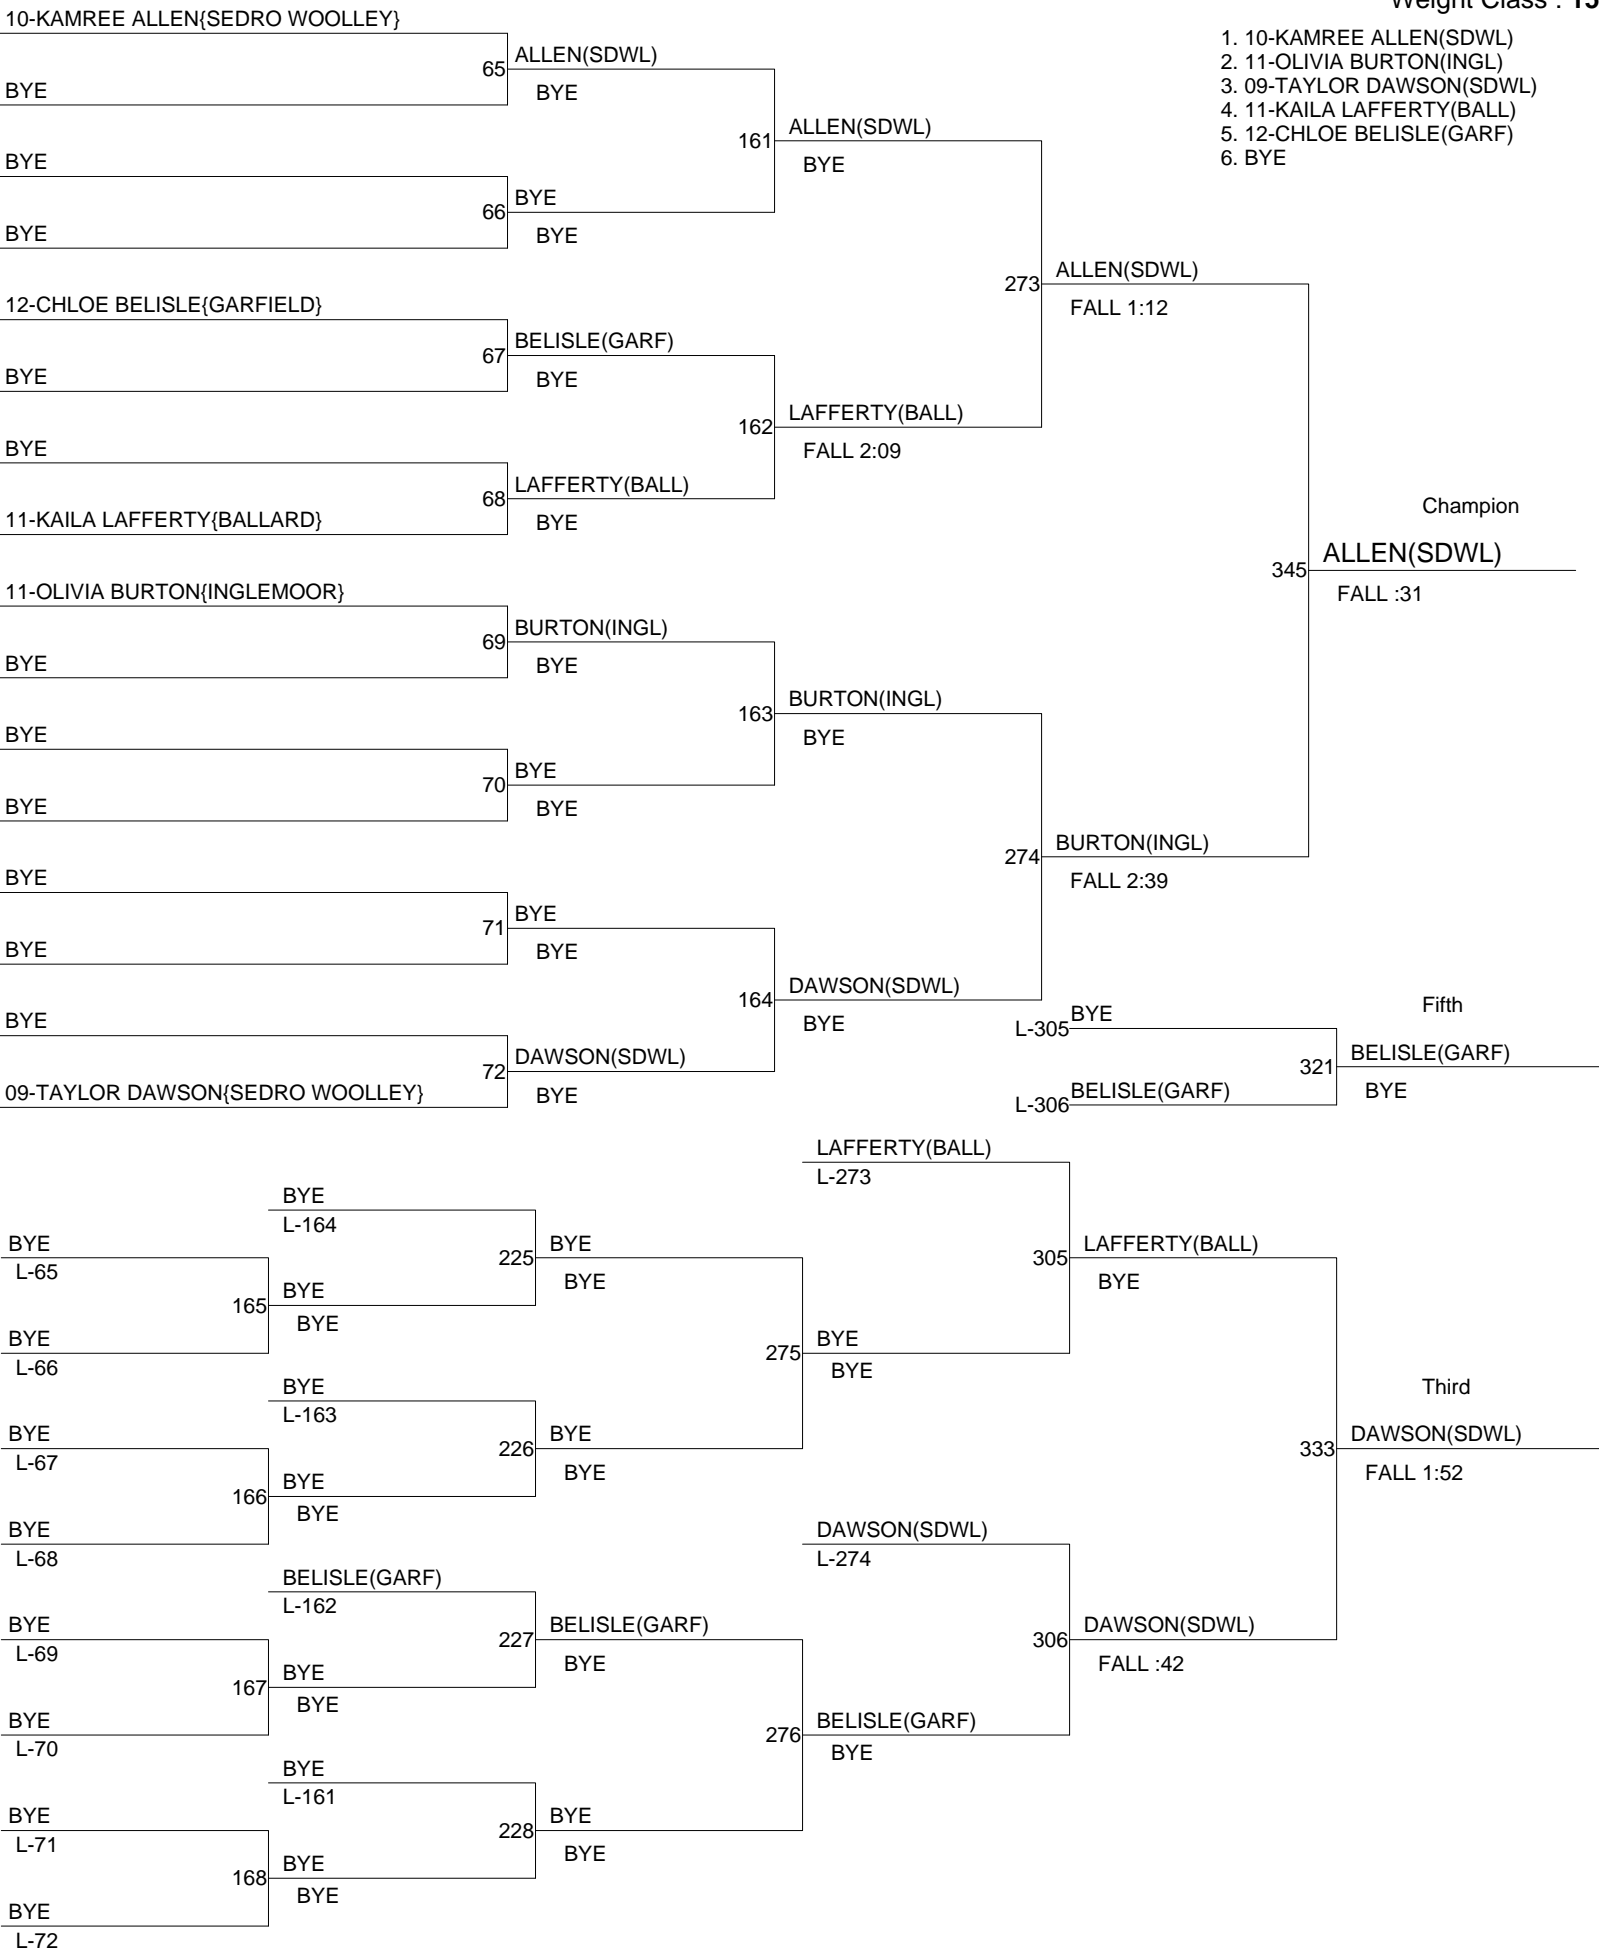 Weight Class :
10-KAMREE ALLEN{SEDRO WOOLLEY}
1. 10-KAMREE ALLEN(SDWL)
2. 11-OLIVIA BURTON(INGL)
3. 09-TAYLOR DAWSON(SDWL)
4. 11-KAILA LAFFERTY(BALL)
5. 12-CHLOE BELISLE(GARF)
6. BYE
65 ALLEN(SDWL)
BYE
BYE
161 ALLEN(SDWL)
BYE
BYE
66 BYE
BYE
BYE
273 ALLEN(SDWL)
FALL 1:12
12-CHLOE BELISLE{GARFIELD}
67 BELISLE(GARF)
BYE
BYE
162 LAFFERTY(BALL)
FALL 2:09
BYE
68 LAFFERTY(BALL)
BYE
11-KAILA LAFFERTY{BALLARD}
Champion
345 ALLEN(SDWL)
FALL :31
11-OLIVIA BURTON{INGLEMOOR}
69 BURTON(INGL)
BYE
BYE
163 BURTON(INGL)
BYE
BYE
70 BYE
BYE
BYE
274 BURTON(INGL)
FALL 2:39
BYE
71 BYE
BYE
BYE
164 DAWSON(SDWL)
BYE
BYE
72 DAWSON(SDWL)
BYE
09-TAYLOR DAWSON{SEDRO WOOLLEY}
Fifth
L-305 BYE
321 BELISLE(GARF)
BYE
L-306 BELISLE(GARF)
LAFFERTY(BALL)
L-273
BYE
L-164
BYE
L-65
225 BYE
BYE
305 LAFFERTY(BALL)
BYE
165 BYE
BYE
BYE
L-66
275 BYE
BYE
BYE
L-163
Third
BYE
L-67
226 BYE
BYE
333 DAWSON(SDWL)
FALL 1:52
166 BYE
BYE
BYE
L-68
DAWSON(SDWL)
L-274
BELISLE(GARF)
L-162
BYE
L-69
227 BELISLE(GARF)
BYE
306 DAWSON(SDWL)
FALL :42
167 BYE
BYE
BYE
L-70
276 BELISLE(GARF)
BYE
BYE
L-161
BYE
L-71
228 BYE
BYE
168 BYE
BYE
BYE
L-72